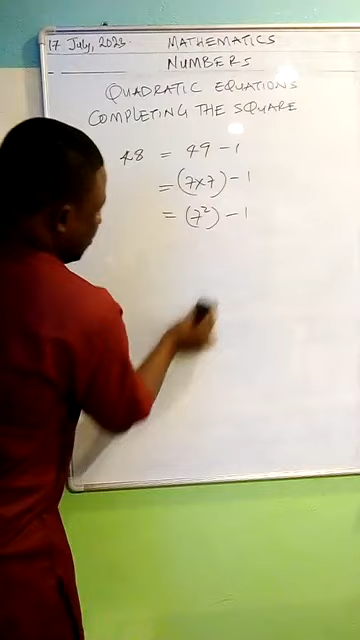 17 July, 2023. MATHEMATICS
NUMBERS
QUADRATIC EQUATIONS
COMPLETING THE SQUARE
48 = 49 - 1
= (7x7) - 1
= (7²) - 1